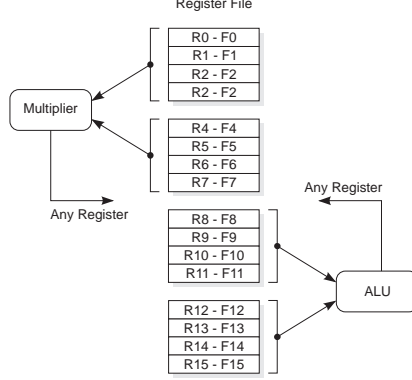 Register File
R0 - F0
R1 - F1
R2 - F2
R2 - F2
Multiplier
R4 - F4
R5 - F5
R6 - F6
R7 - F7
Any Register
Any Register
R8 - F8
R9 - F9
R10 - F10
R11 - F11
ALU
R12 - F12
R13 - F13
R14 - F14
R15 - F15